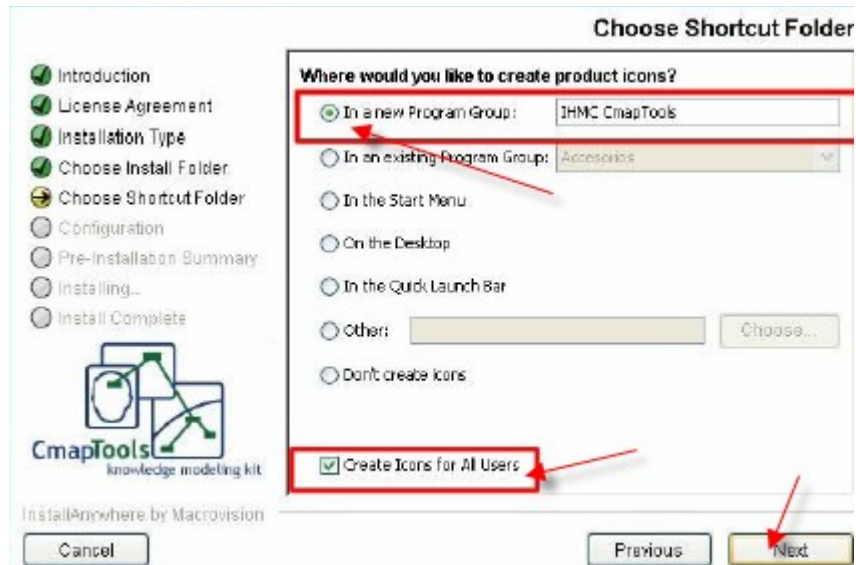 Choose Shortcut Folder
Introduction
License Agreement
Installation Type
Choose Install Folder
Choose Shortcut Folder
Configuration
Pre-Installation Summary
Installing...
Install Complete
CmapTools
knowledge modeling kit
Where would you like to create product icons?
In a new Program Group: IHMC CmapTools
In an existing Program Group: Accesorios
In the Start Menu
On the Desktop
In the Quick Launch Bar
Other: Choose...
Don't create icons
Create Icons for All Users
InstallAnywhere by Macrovision
Cancel Previous Next